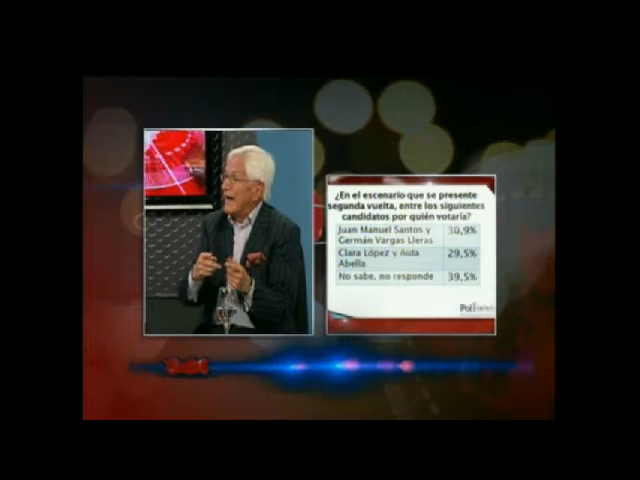 ¿En el escenario que se presente
segunda vuelta, entre los siguientes
candidatos por quién votaría?
Juan Manuel Santos y 30,9%
Germán Vargas Lleras
Clara López y Aida 29,5%
Abella
No sabe, no responde 39,5%